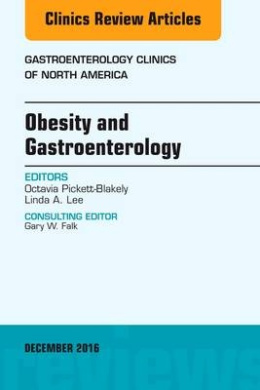 Clinics Review Articles
GASTROENTEROLOGY CLINICS
OF NORTH AMERICA
Obesity and
Gastroenterology
EDITORS
Octavia Pickett-Blakely
Linda A. Lee
CONSULTING EDITOR
Gary W. Falk
DECEMBER 2016
reviews